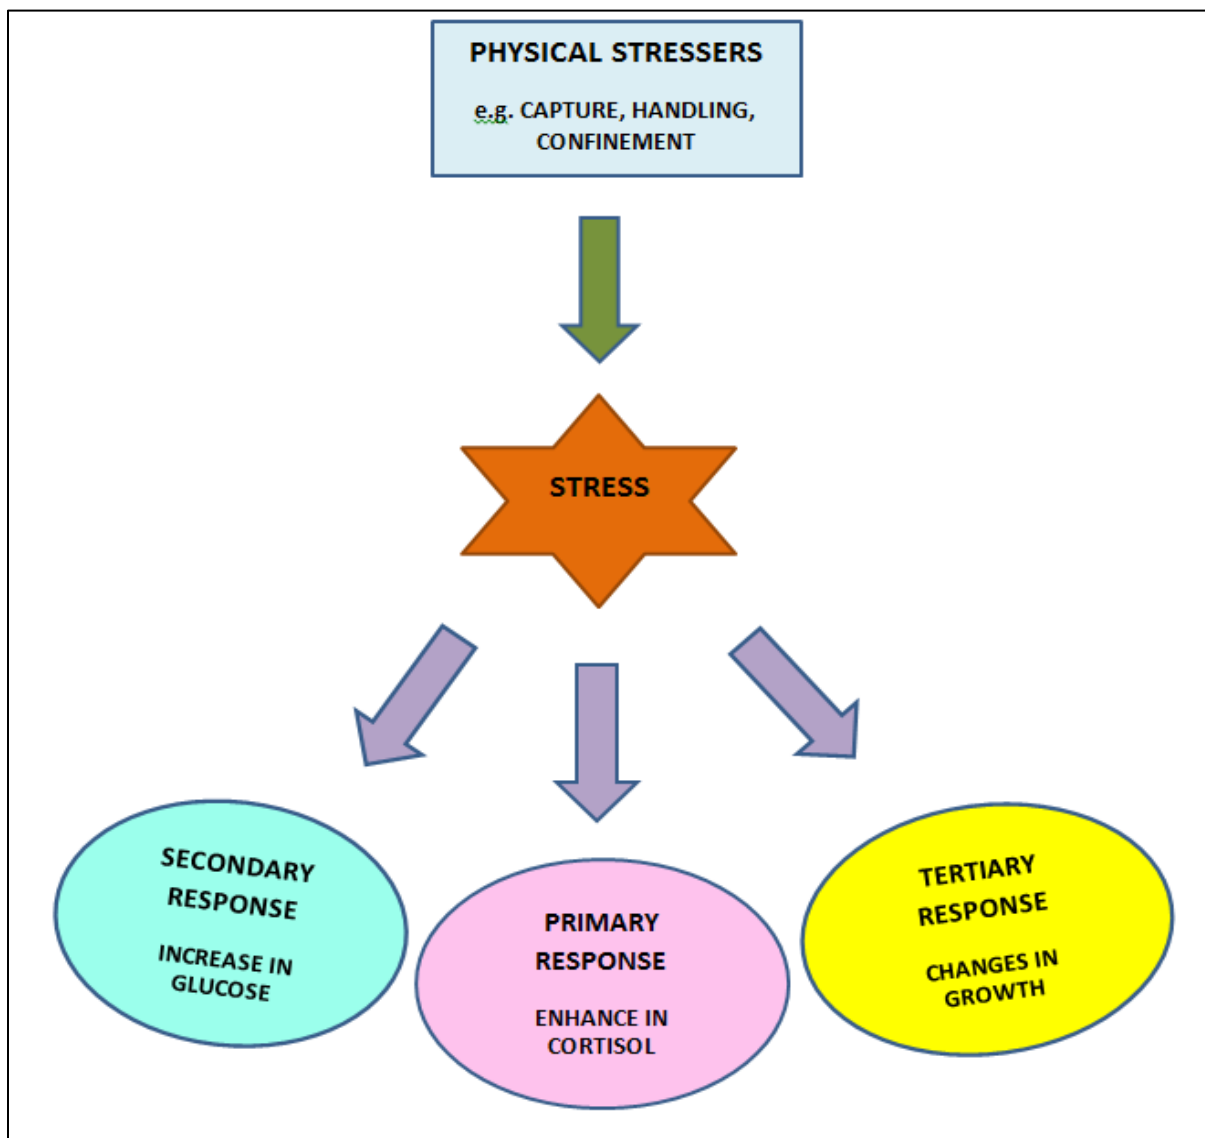 PHYSICAL STRESSERS
e.g. CAPTURE, HANDLING,
CONFINEMENT
STRESS
SECONDARY
RESPONSE
INCREASE IN
GLUCOSE
PRIMARY
RESPONSE
ENHANCE IN
CORTISOL
TERTIARY
RESPONSE
CHANGES IN
GROWTH